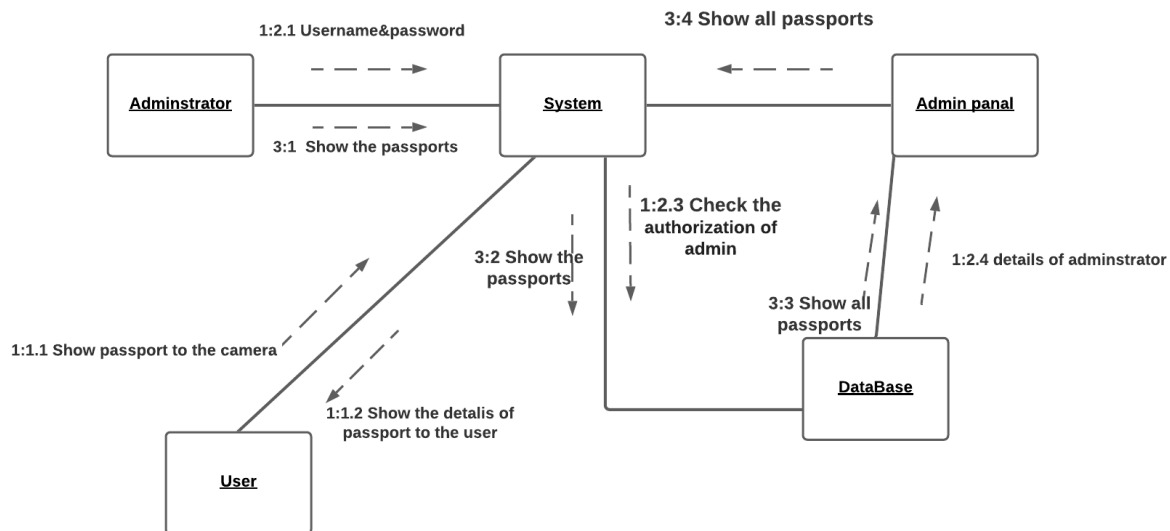 3:4 Show all passports
1:2.1 Username&password
Adminstrator
System
Admin panal
3:1 Show the passports
1:2.3 Check the
authorization of
admin
3:2 Show the
passports
1:2.4 details of adminstrator
3:3 Show all
passports
1:1.1 Show passport to the camera
DataBase
1:1.2 Show the detalis of
passport to the user
User